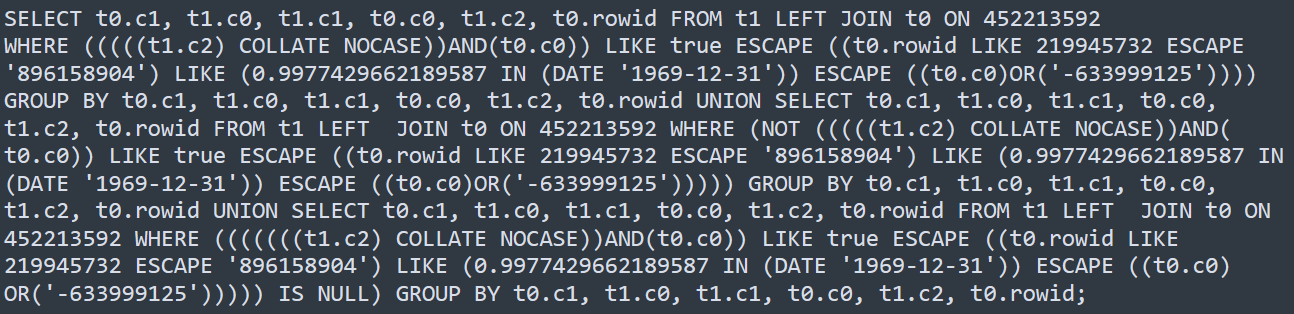 SELECT t0.c1, t1.c0, t1.c1, t0.c0, t1.c2, t0.rowid FROM t1 LEFT JOIN t0 ON 452213592
WHERE (((((t1.c2) COLLATE NOCASE))AND(t0.c0)) LIKE true ESCAPE ((t0.rowid LIKE 219945732 ESCAPE
'896158904') LIKE (0.9977429662189587 IN (DATE '1969-12-31')) ESCAPE ((t0.c0)OR('-633999125'))))
GROUP BY t0.c1, t1.c0, t1.c1, t0.c0, t1.c2, t0.rowid UNION SELECT t0.c1, t1.c0, t1.c1, t0.c0,
t1.c2, t0.rowid FROM t1 LEFT  JOIN t0 ON 452213592 WHERE (NOT (((((t1.c2) COLLATE NOCASE))AND(
t0.c0)) LIKE true ESCAPE ((t0.rowid LIKE 219945732 ESCAPE '896158904') LIKE (0.9977429662189587 IN
(DATE '1969-12-31')) ESCAPE ((t0.c0)OR('-633999125'))))) GROUP BY t0.c1, t1.c0, t1.c1, t0.c0,
t1.c2, t0.rowid UNION SELECT t0.c1, t1.c0, t1.c1, t0.c0, t1.c2, t0.rowid FROM t1 LEFT  JOIN t0 ON
452213592 WHERE (((((((t1.c2) COLLATE NOCASE))AND(t0.c0)) LIKE true ESCAPE ((t0.rowid LIKE
219945732 ESCAPE '896158904') LIKE (0.9977429662189587 IN (DATE '1969-12-31')) ESCAPE ((t0.c0)
OR('-633999125'))))) IS NULL) GROUP BY t0.c1, t1.c0, t1.c1, t0.c0, t1.c2, t0.rowid;